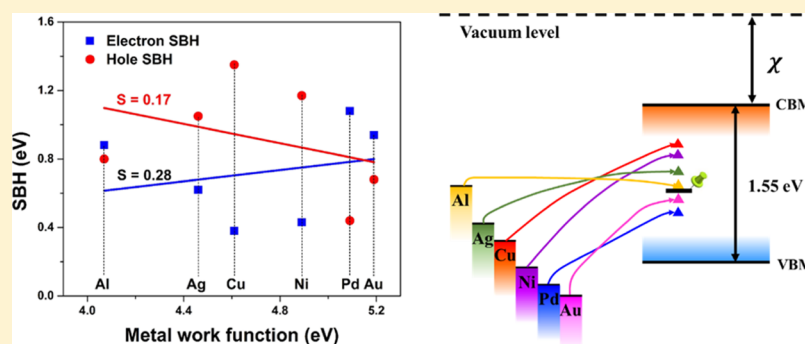 1.6
1.2
0.8
0.4
0.0
SBH (eV)
Electron SBH
Hole SBH
S = 0.17
S = 0.28
Al
Ag
Cu
Ni
Pd
Au
4.0
4.4
4.8
5.2
Metal work function (eV)
Vacuum level
χ
CBM
1.55 eV
VBM
Al
Ag
Cu
Ni
Pd
Au